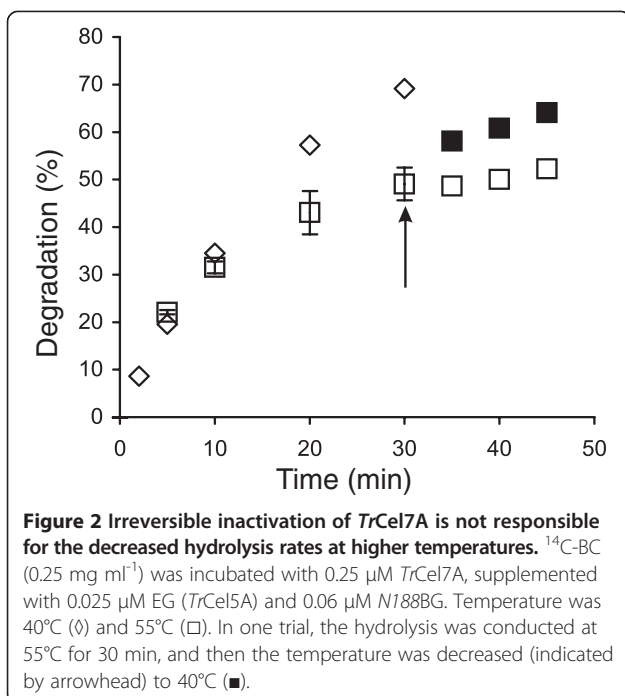 80
70
60
50
40
30
20
10
0
Degradation (%)
0 10 20 30 40 50
Time (min)
Figure 2 Irreversible inactivation of TrCel7A is not responsible
for the decreased hydrolysis rates at higher temperatures. ¹⁴C-BC
(0.25 mg ml⁻¹) was incubated with 0.25 μM TrCel7A, supplemented
with 0.025 μM EG (TrCel5A) and 0.06 μM N188BG. Temperature was
40°C (◊) and 55°C (□). In one trial, the hydrolysis was conducted at
55°C for 30 min, and then the temperature was decreased (indicated
by arrowhead) to 40°C (■).